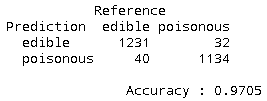 Reference
Prediction edible poisonous
edible 1231 32
poisonous 40 1134
Accuracy : 0.9705